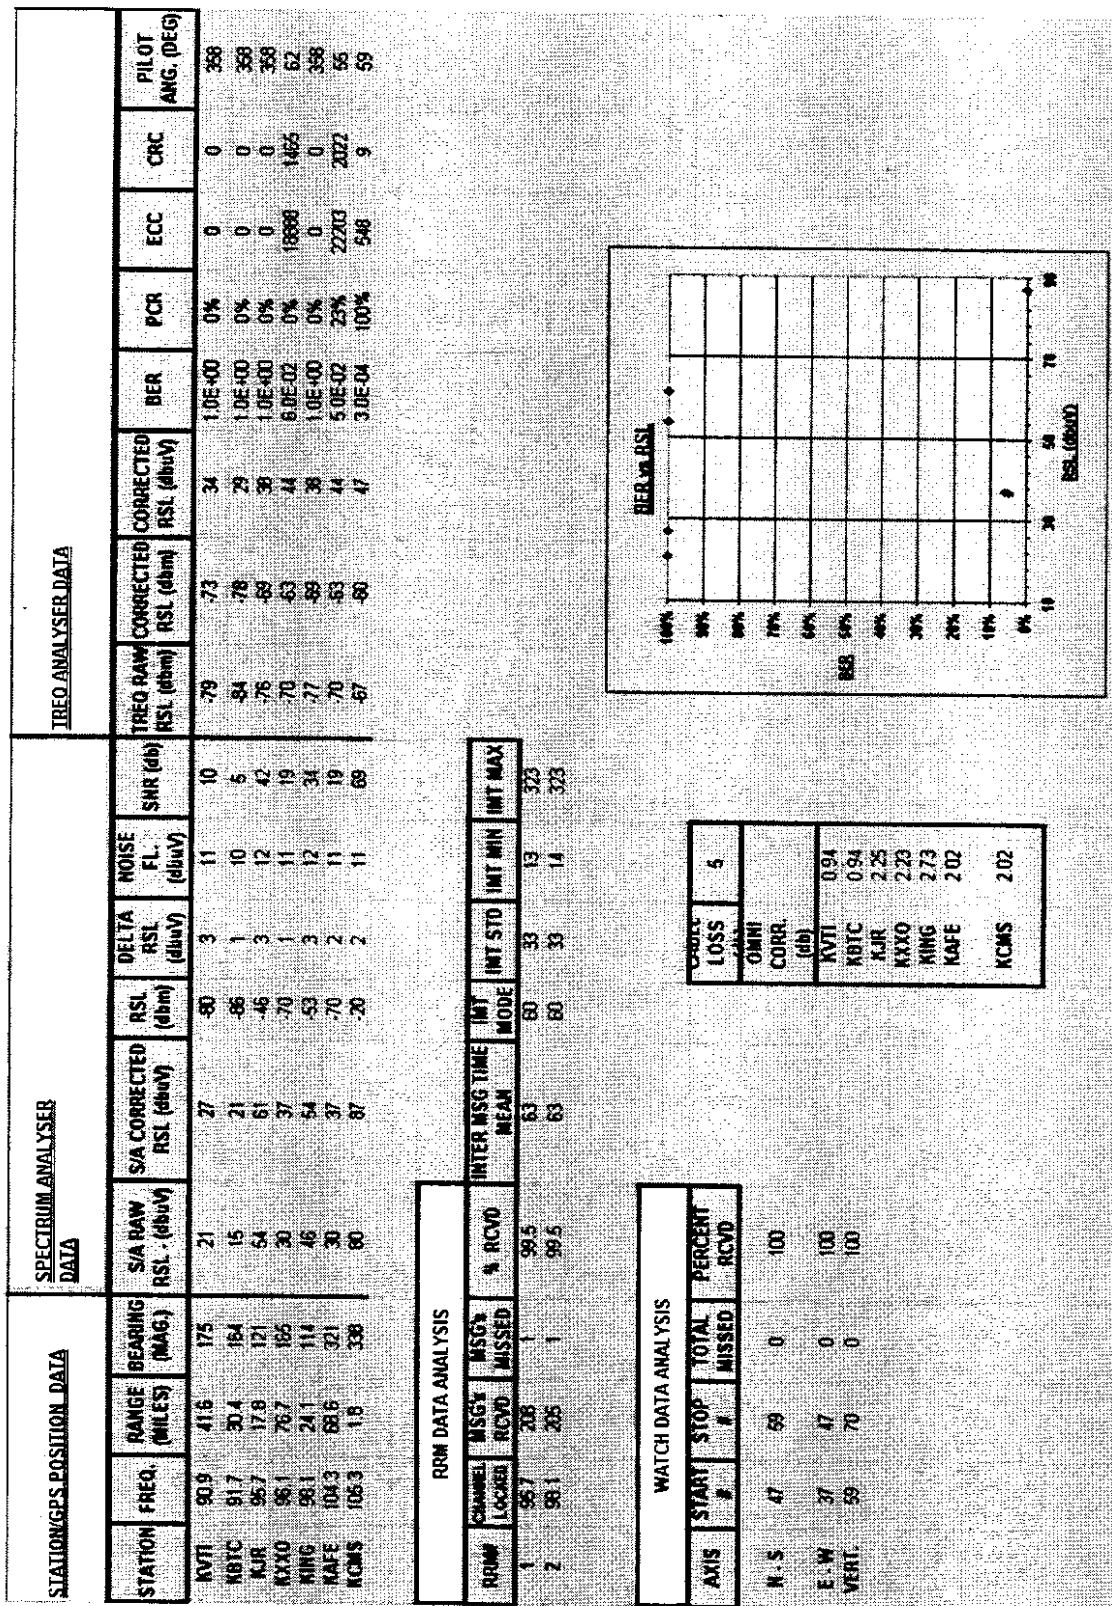 STATION/GPS POSITION DATA
SPECTRUM ANALYSER DATA
TREQ ANALYSER DATA
STATION FREQ. RANGE (MILES) BEARING (MAG.) S/A RAW RSL. (dbuV) S/A CORRECTED RSL (dbuV) RSL (dbm) DELTA RSL (dbuV) NOISE FL. (dbuV) SNR (db) TREQ RAW RSL (dbm) CORRECTED RSL (dbm) CORRECTED RSL (dbuV) BER PCR ECC CRC PILOT ANG. (DEG)
KVTI 90.9 41.6 175 21 27 -80 3 11 10 -79 -73 34 1.0E+00 0% 0 0 358
KBTC 91.7 30.4 164 15 21 -86 1 10 5 -84 -78 29 1.0E+00 0% 0 0 358
KJR 95.7 17.8 121 54 61 -46 3 12 42 -76 -69 38 1.0E+00 0% 0 0 358
KXXO 96.1 76.7 30 37 -70 1 11 19 -70 -63 44 6.0E-02 0% 1465 62
KING 98.1 24.1 114 46 54 -53 3 12 34 -77 -69 38 1.0E+00 0% 0 0 358
KAFE 104.3 68.6 321 30 37 -70 2 11 19 -70 -63 44 5.0E-02 23% 22203 2022
KCMS 106.3 1.8 338 80 87 -20 2 11 69 -67 -60 47 3.0E-04 100% 548 9 59
RRM DATA ANALYSIS
RRM# CHANNEL LOCKED MSG's RCVD MSG's MISSED % RCVD INTER MSG TIME MEAN IMT MODE IMT STD IMT MIN IMT MAX
1 95.7 1 99.5 63 60 33 13 323
2 98.1 205 1 99.5 63 60 33 14 323
WATCH DATA ANALYSIS
AXIS START # STOP # TOTAL MISSED PERCENT RCVD
N - S 47 59 0 100
E - W 37 47 0 100
VERT. 59 70 0 100
LOSS 5
OMNI CORR. (db)
KVTI 0.94
KBTC 0.94
KJR 2.25
KXXO 2.23
KING 2.73
KAFE 2.02
KCMS 2.02
BER vs RSL
BER
100%
90%
80%
70%
60%
50%
40%
30%
20%
10%
0%
10 30 50 70 90
RSL (dbuV)